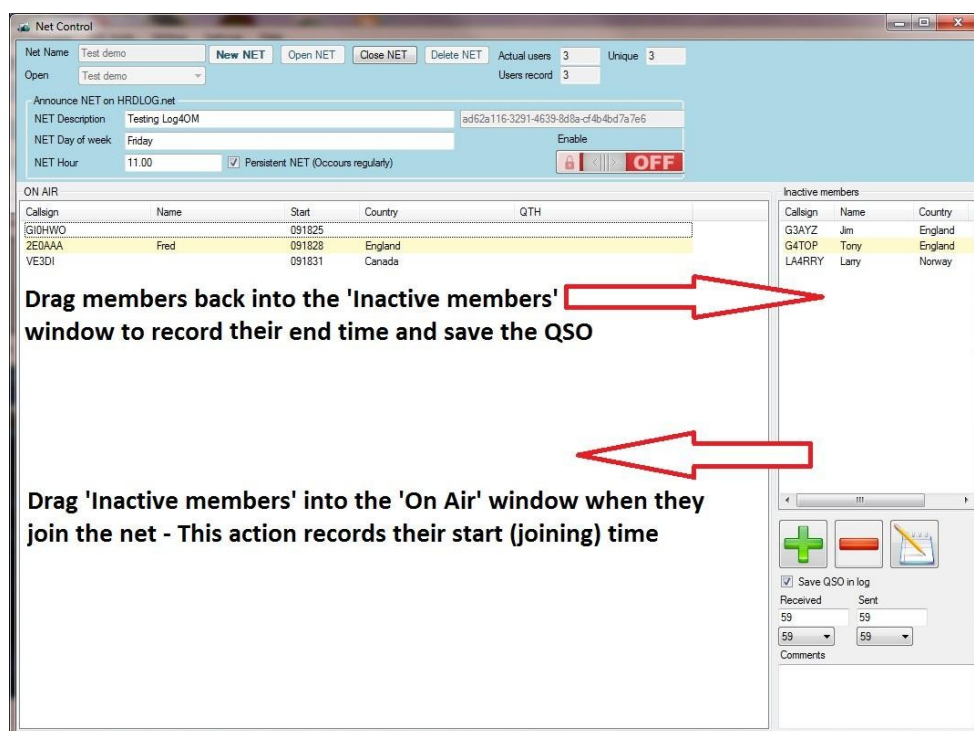 Net Control
Net Name Test demo New NET Open NET Close NET Delete NET Actual users 3 Unique 3
Open Test demo Users record 3
Announce NET on HRDLOG.net
NET Description Testing Log4OM ad62a116-3291-4639-8d8a-cf4b4bd7a7e6
NET Day of week Friday Enable
NET Hour 11.00 Persistent NET (Occours regularly) OFF
ON AIR Inactive members
Callsign Name Start Country QTH Callsign Name Country
GI0HWO 091825 G3AYZ Jim England
2E0AAA Fred 091828 England G4TOP Tony England
VE3DI 091831 Canada LA4RRY Larry Norway
Drag members back into the 'Inactive members'
window to record their end time and save the QSO
Drag 'Inactive members' into the 'On Air' window when they
join the net - This action records their start (joining) time
Save QSO in log
Received Sent
59 59
59 59
Comments